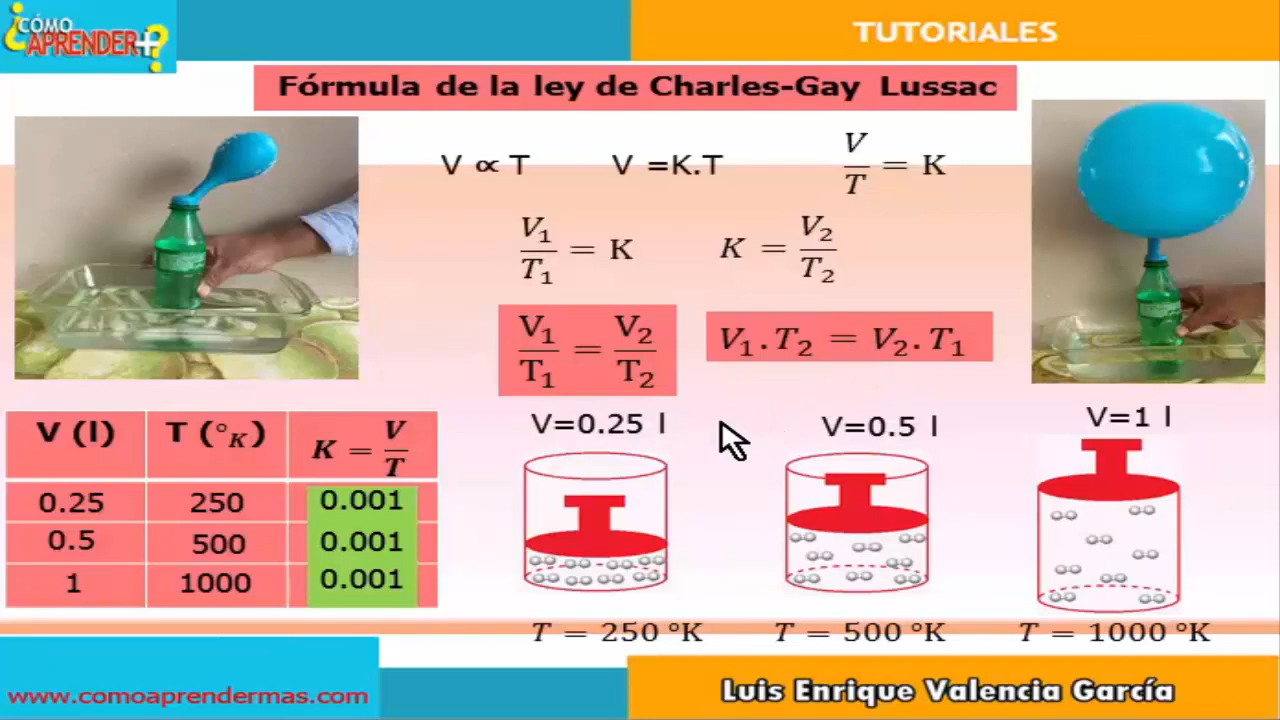 ¿CÓMO
APRENDER+?
TUTORIALES
Fórmula de la ley de Charles-Gay Lussac
V ∝ T V =K.T V/T = K
V₁/T₁ = K K = V₂/T₂
V₁/T₁ = V₂/T₂ V₁.T₂ = V₂.T₁
V (l) T (°K) K = V/T
0.25 250 0.001
0.5 500 0.001
1 1000 0.001
V=0.25 l V=0.5 l V=1 l
T = 250 °K T = 500 °K T = 1000 °K
www.comoaprendermas.com
Luis Enrique Valencia García